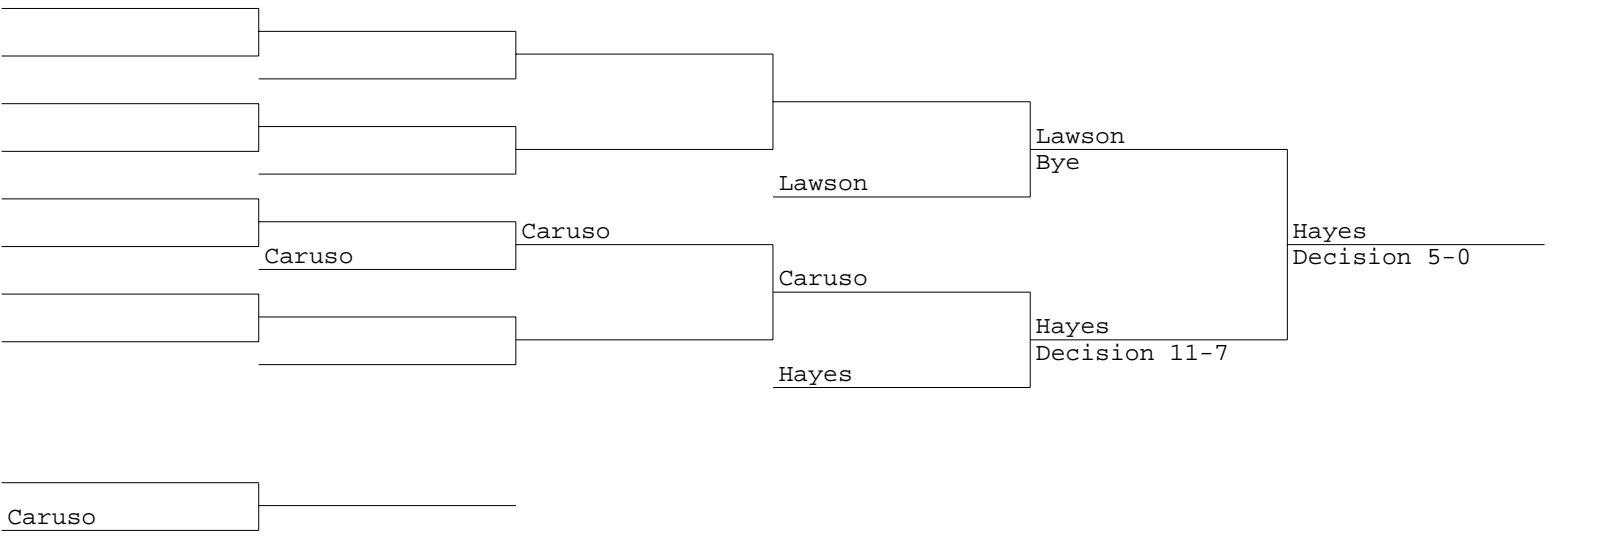 Lawson
Bye
Lawson
Caruso
Hayes
Caruso
Decision 5-0
Caruso
Hayes
Decision 11-7
Hayes
Caruso